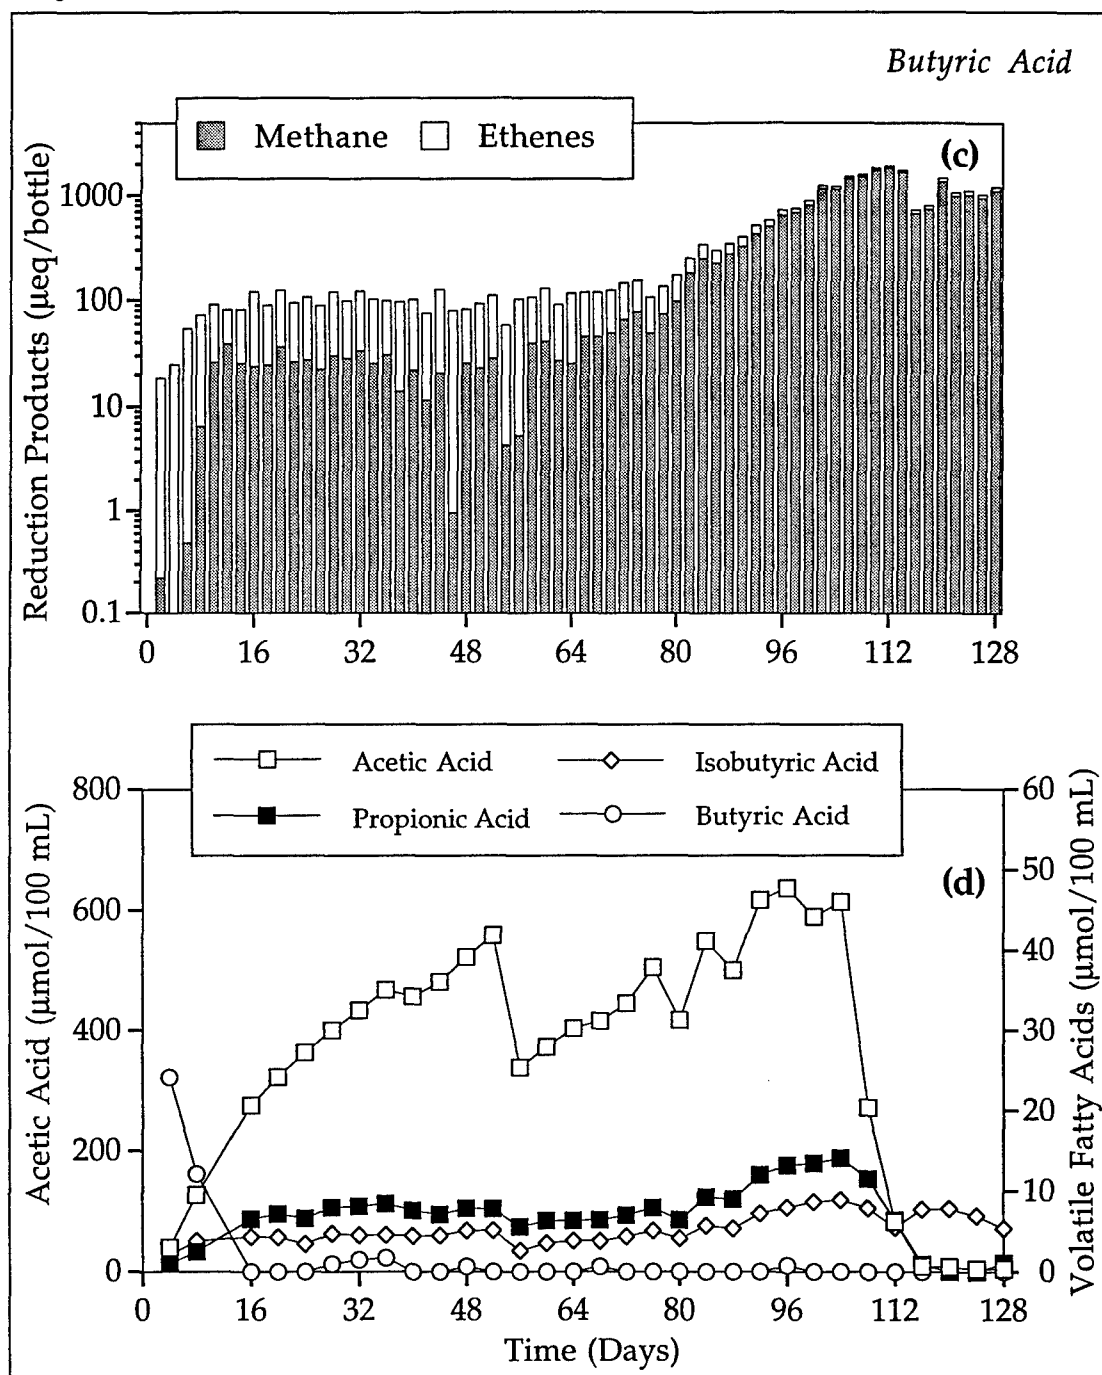 Butyric Acid
Methane Ethenes
(c)
Reduction Products (µeq/bottle)
1000
100
10
1
0.1
0 16 32 48 64 80 96 112 128
Acetic Acid Isobutyric Acid
Propionic Acid Butyric Acid
(d)
Acetic Acid (µmol/100 mL)
800
600
400
200
0
Volatile Fatty Acids (µmol/100 mL)
60
50
40
30
20
10
0
0 16 32 48 64 80 96 112 128
Time (Days)